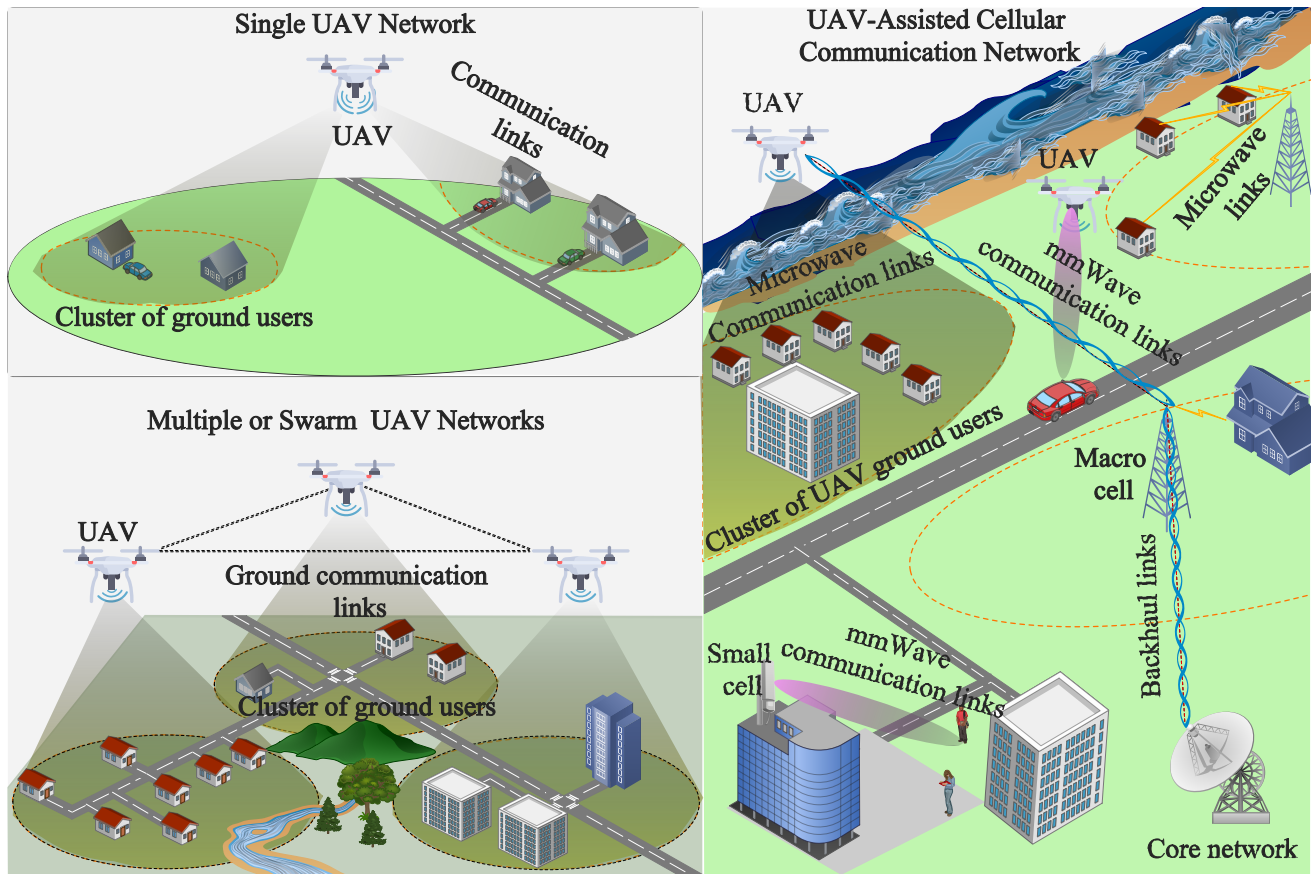 Single UAV Network
UAV
Communication
links
Cluster of ground users
Multiple or Swarm UAV Networks
UAV
Ground communication
links
Cluster of ground users
UAV-Assisted Cellular
Communication Network
UAV
UAV
Microwave
links
Microwave
Communication links
mmWave
communication links
Cluster of UAV ground users
Macro
cell
Backhaul links
mmWave
communication links
Small
cell
Core network